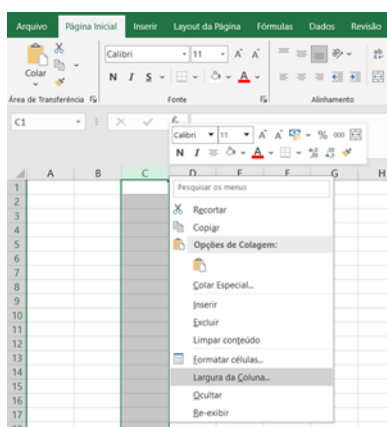 Arquivo Página Inicial Inserir Layout da Página Fórmulas Dados Revisão
Colar
Calibri 11 A A
N I S A
Área de Transferência Fonte Alinhamento
C1
Calibri 11 A A % 000
N I A
A B C D E F G H
1
Pesquisar os menus
2
3 Recortar
4 Copiar
5 Opções de Colagem:
6
7
8 Colar Especial...
9 Inserir
10
11 Excluir
12 Limpar conteúdo
13 Formatar células...
14
15 Largura da Coluna...
16 Ocultar
17 Re-exibir